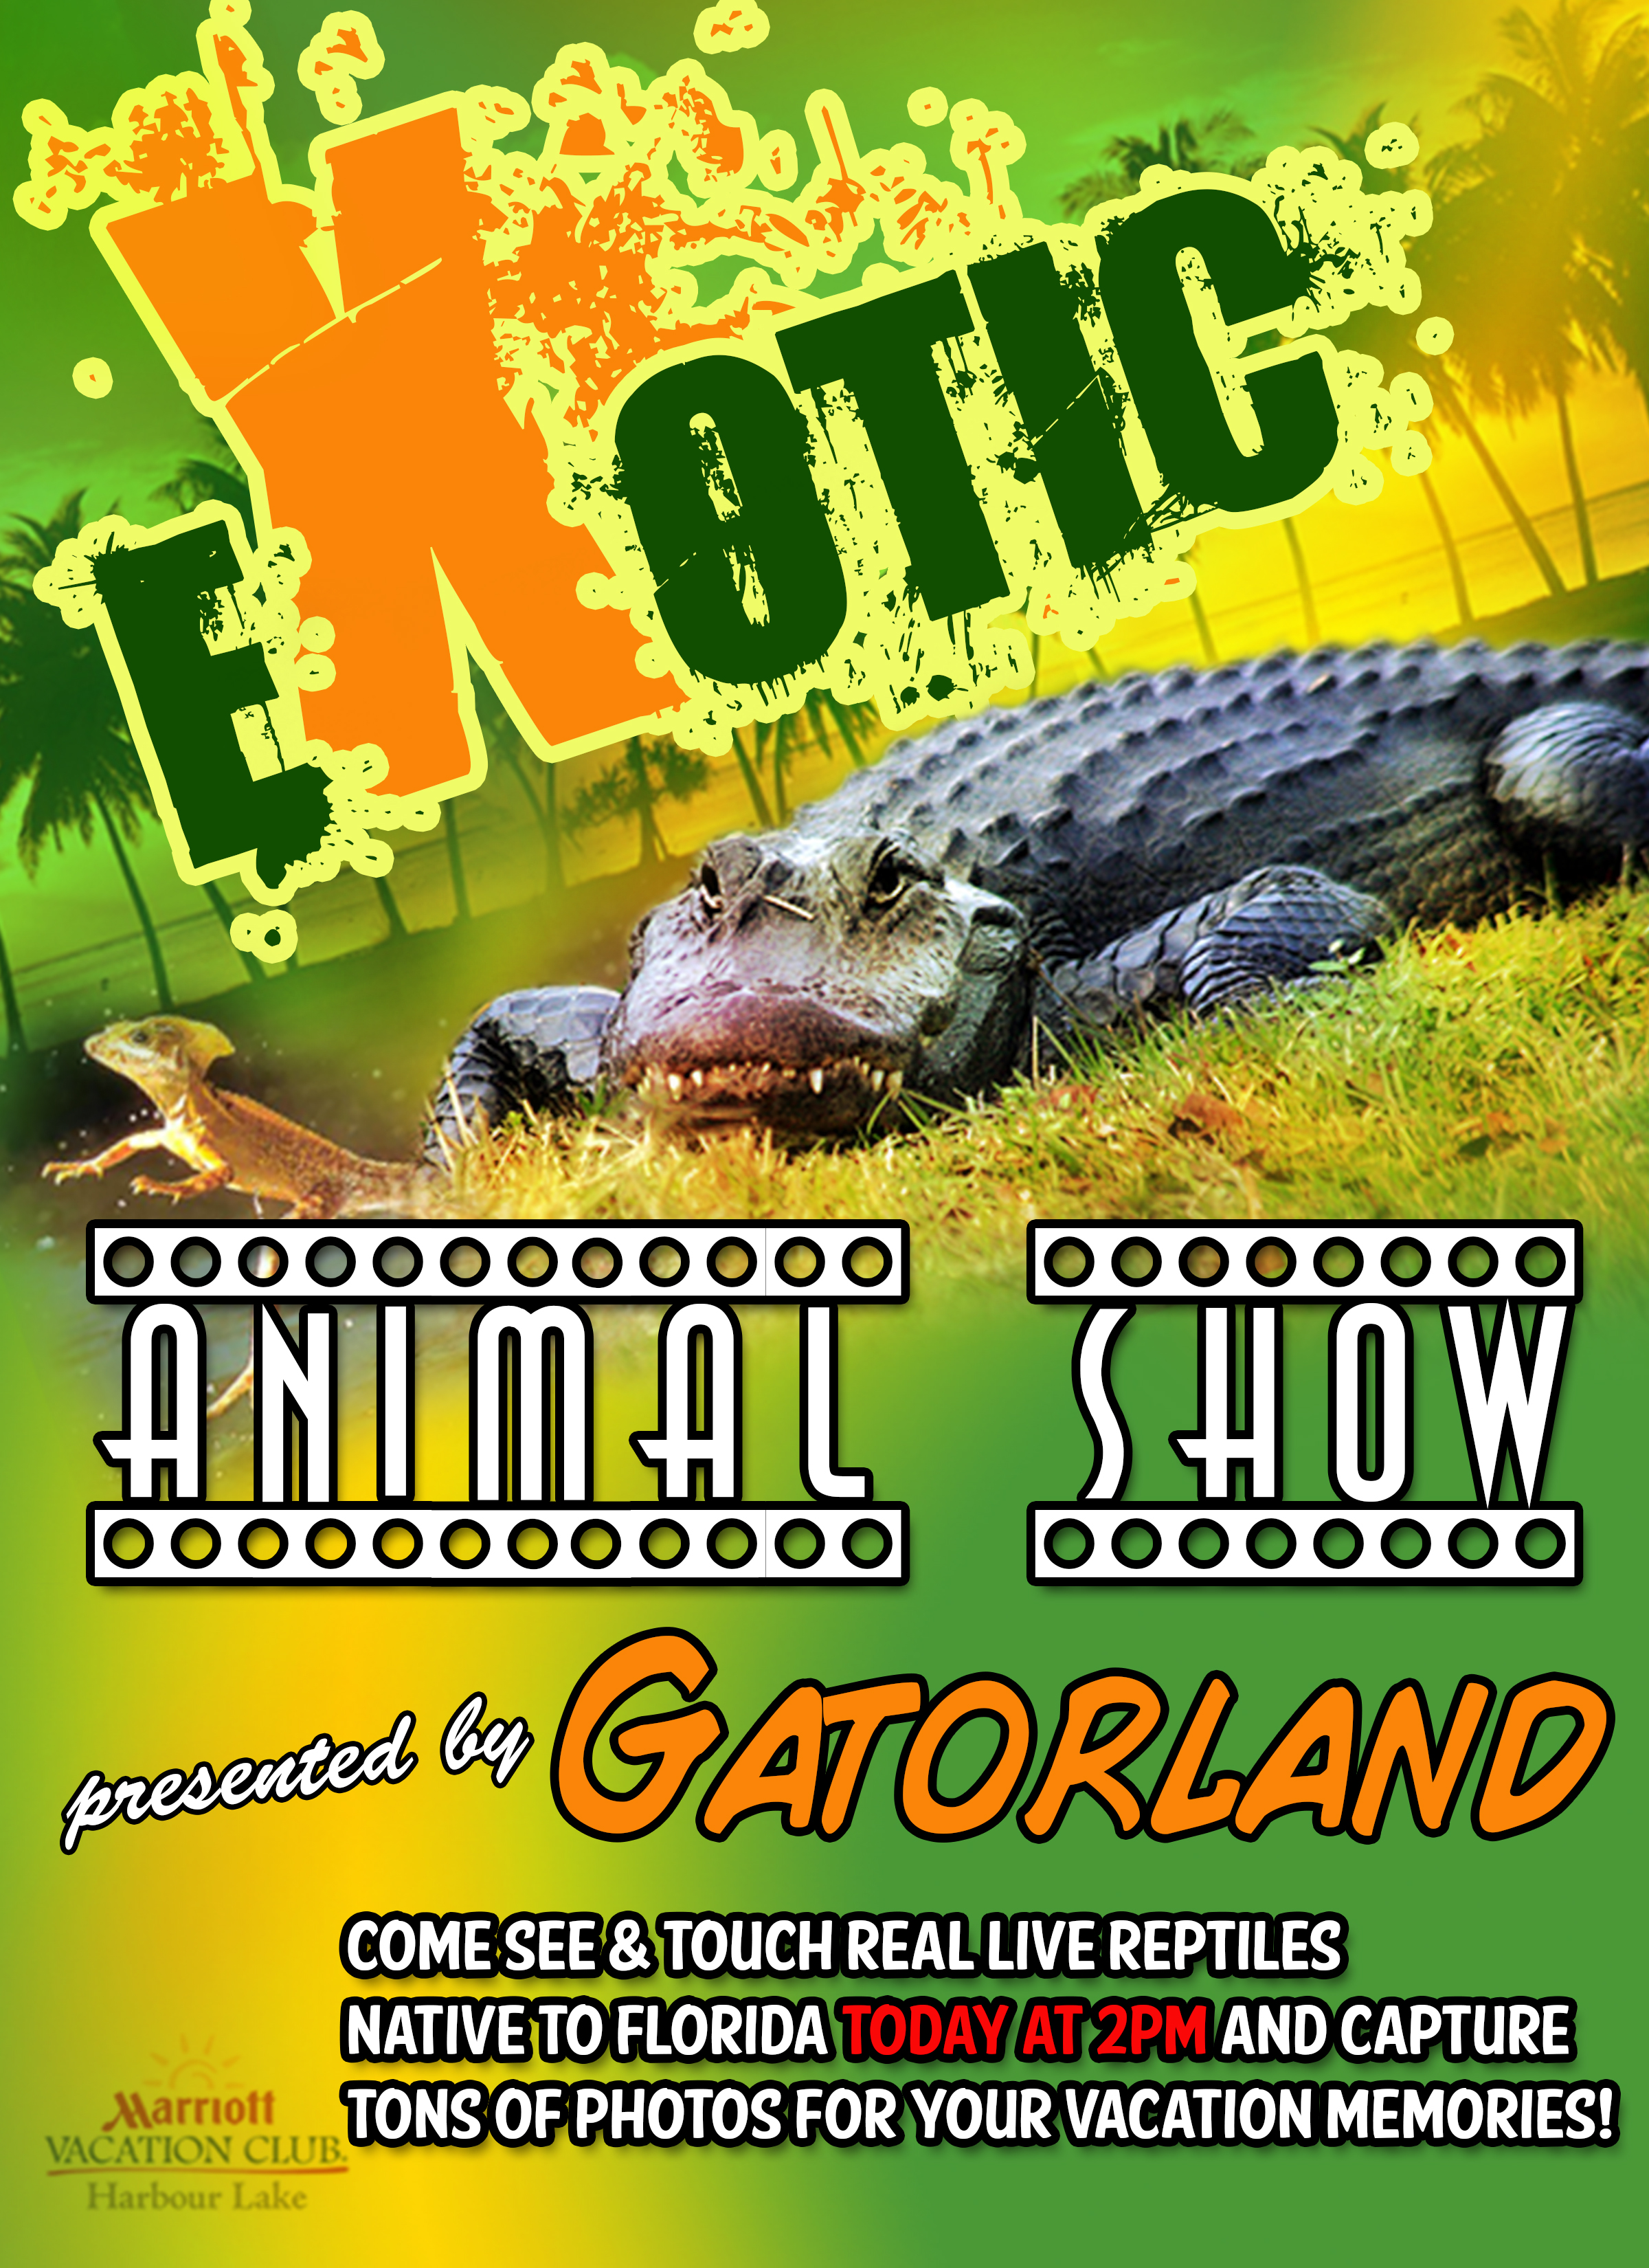 EXOTIC
ANIMAL SHOW
presented by GATORLAND
COME SEE & TOUCH REAL LIVE REPTILES
NATIVE TO FLORIDA TODAY AT 2PM AND CAPTURE
TONS OF PHOTOS FOR YOUR VACATION MEMORIES!
Marriott
VACATION CLUB.
Harbour Lake